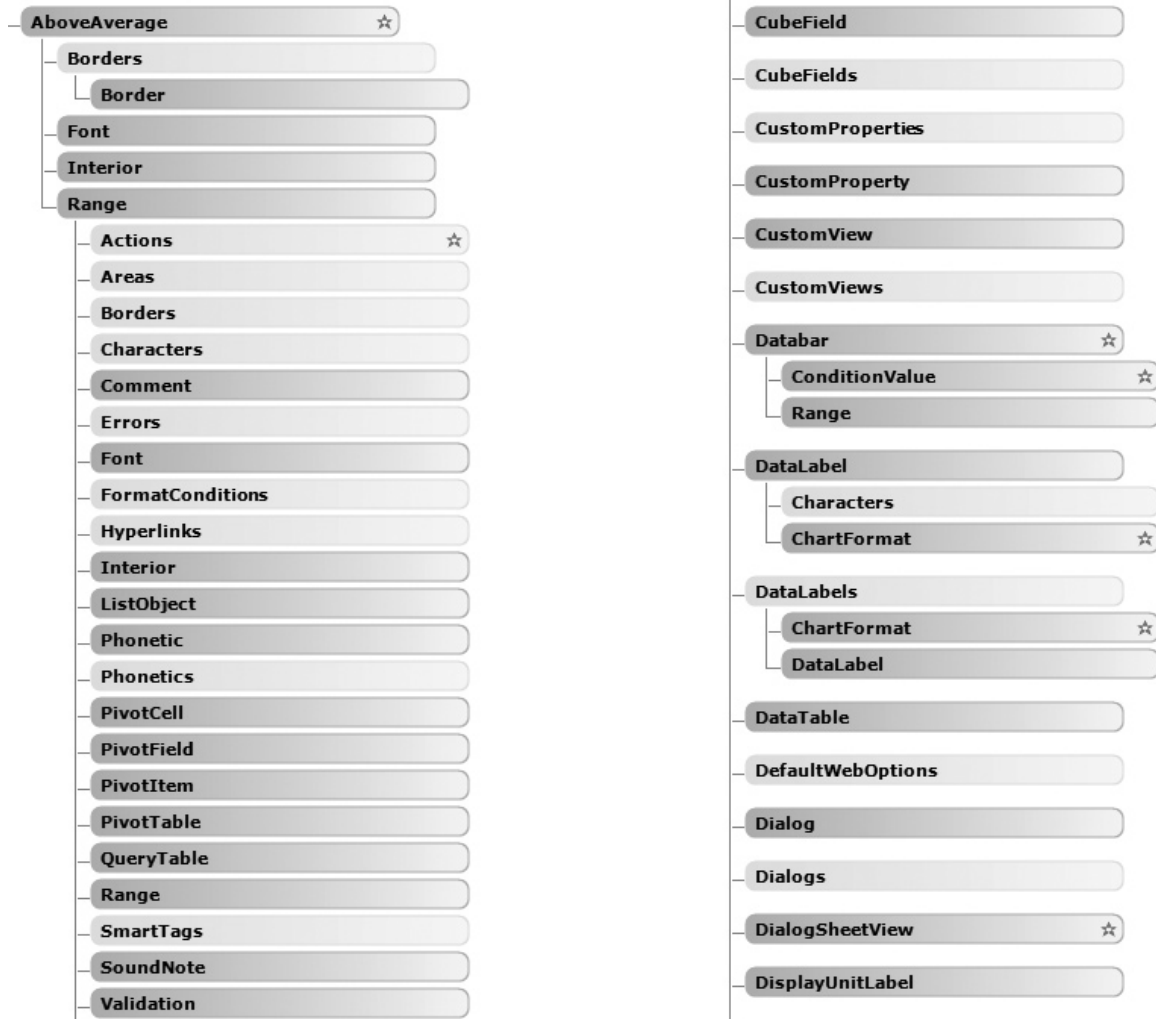 AboveAverage
Borders
Border
Font
Interior
Range
Actions
Areas
Borders
Characters
Comment
Errors
Font
FormatConditions
Hyperlinks
Interior
ListObject
Phonetic
Phonetics
PivotCell
PivotField
PivotItem
PivotTable
QueryTable
Range
SmartTags
SoundNote
Validation
CubeField
CubeFields
CustomProperties
CustomProperty
CustomView
CustomViews
Databar
ConditionValue
Range
DataLabel
Characters
ChartFormat
DataLabels
ChartFormat
DataLabel
DataTable
DefaultWebOptions
Dialog
Dialogs
DialogSheetView
DisplayUnitLabel